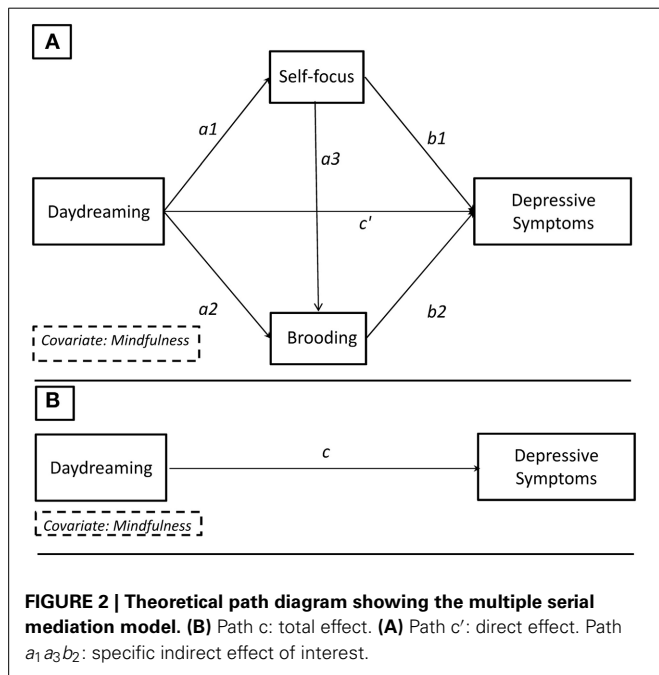 A
Self-focus
a1
b1
a3
Daydreaming
c'
Depressive
Symptoms
a2
b2
Brooding
Covariate: Mindfulness
B
c
Daydreaming
Depressive
Symptoms
Covariate: Mindfulness
FIGURE 2 | Theoretical path diagram showing the multiple serial
mediation model. (B) Path c: total effect. (A) Path c′: direct effect. Path
a₁a₃b₂: specific indirect effect of interest.